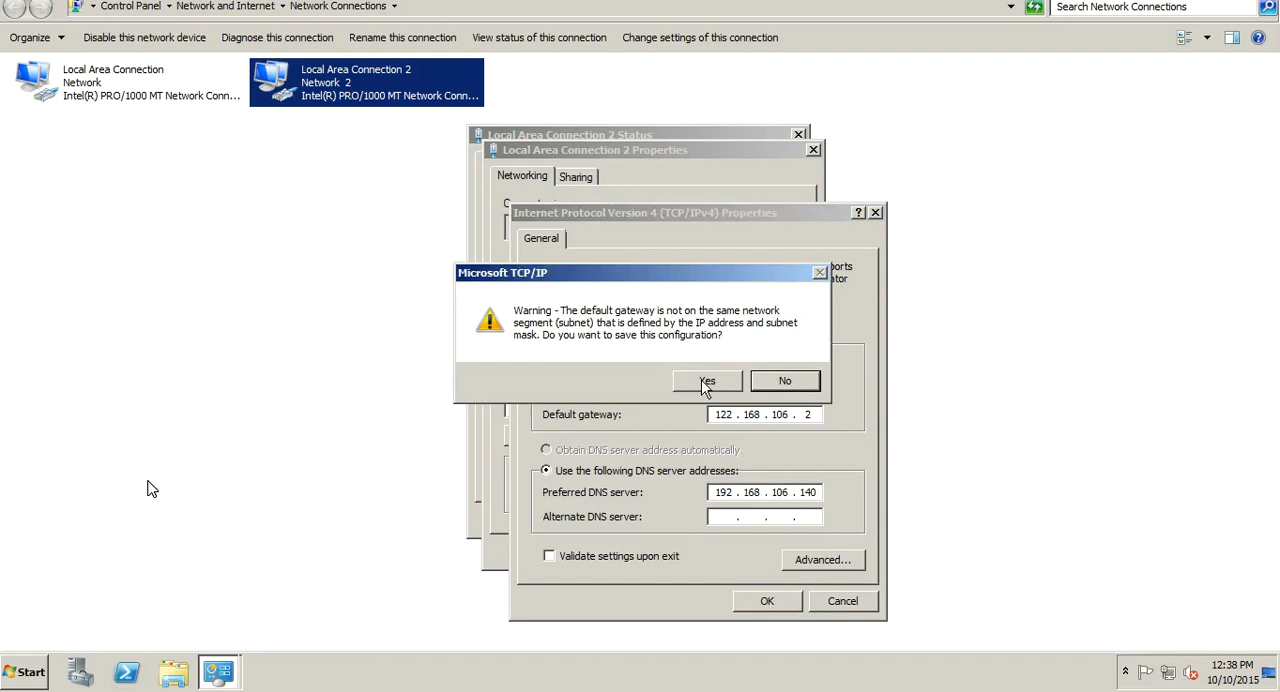 Control Panel ▸ Network and Internet ▸ Network Connections
Search Network Connections
Organize Disable this network device Diagnose this connection Rename this connection View status of this connection Change settings of this connection
Local Area Connection
Network
Intel(R) PRO/1000 MT Network Conn...
Local Area Connection 2
Network 2
Intel(R) PRO/1000 MT Network Conn...
Local Area Connection 2 Status
Local Area Connection 2 Properties
Networking Sharing
Internet Protocol Version 4 (TCP/IPv4) Properties
General
Microsoft TCP/IP
Warning - The default gateway is not on the same network
segment (subnet) that is defined by the IP address and subnet
mask. Do you want to save this configuration?
Yes No
Default gateway: 122 . 168 . 106 . 2
Obtain DNS server address automatically
Use the following DNS server addresses:
Preferred DNS server: 192 . 168 . 106 . 140
Alternate DNS server: . . .
Validate settings upon exit
Advanced...
OK Cancel
Start
12:38 PM
10/10/2015